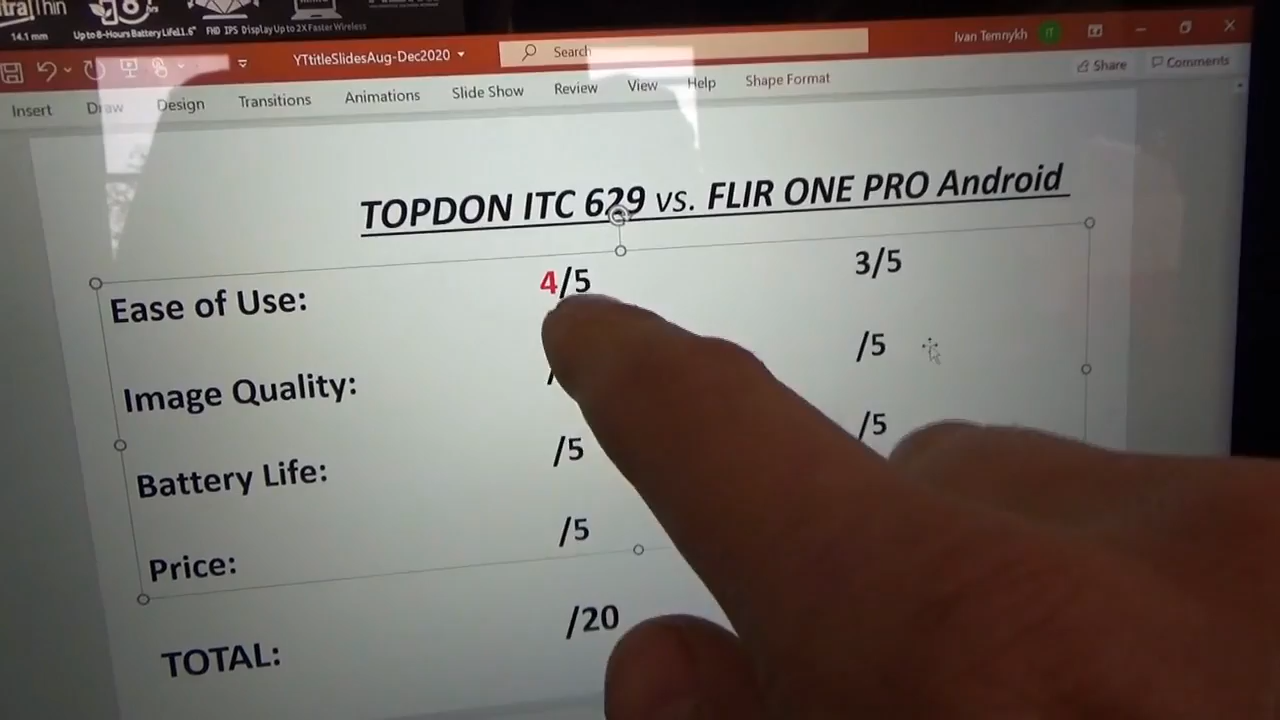 14.1 mm
Up to 8-Hours Battery Life
11.6" FHD IPS Display
Up to 2X Faster Wireless
YTtitleSlidesAug-Dec2020
Search
Ivan Temnykh
IT
Insert Draw Design Transitions Animations Slide Show Review View Help Shape Format
Share
Comments
TOPDON ITC 629 vs. FLIR ONE PRO Android
Ease of Use: 4/5 3/5
Image Quality: / /5
Battery Life: /5 /5
Price: /5
TOTAL: /20